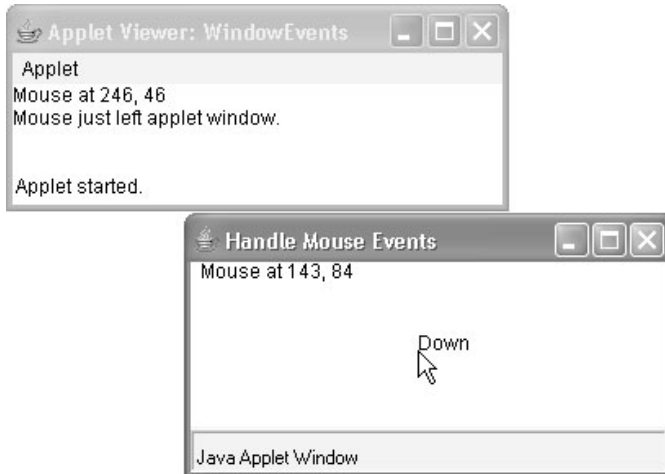 Applet Viewer: WindowEvents
Applet
Mouse at 246, 46
Mouse just left applet window.
Applet started.
Handle Mouse Events
Mouse at 143, 84
Down
Java Applet Window